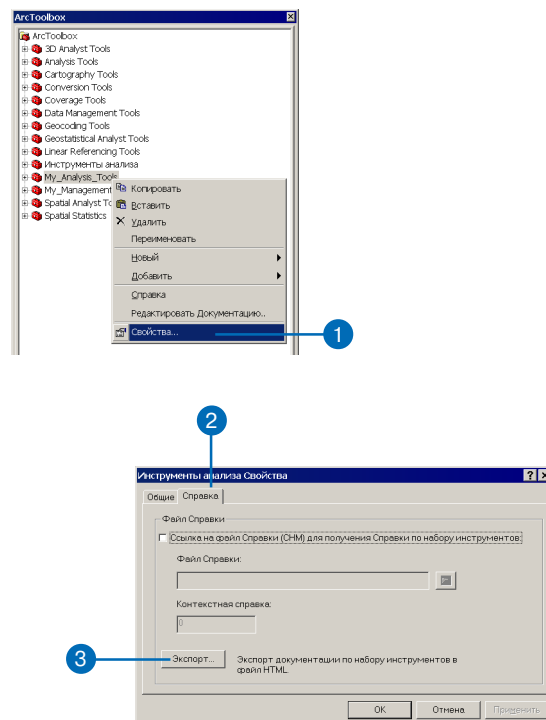 ArcToolbox
ArcToolbox
3D Analyst Tools
Analysis Tools
Cartography Tools
Conversion Tools
Coverage Tools
Data Management Tools
Geocoding Tools
Geostatistical Analyst Tools
Linear Referencing Tools
Инструменты анализа
My_Analysis_Tools
My_Management
Spatial Analyst To
Spatial Statistics
Копировать
Вставить
Удалить
Переименовать
Новый
Добавить
Справка
Редактировать Документацию..
Свойства...
1
2
Инструменты анализа Свойства
Общие Справка
Файл Справки
Ссылка на файл Справки (CHM) для получения Справки по набору инструментов:
Файл Справки:
Контекстная справка:
0
3
Экспорт... Экспорт документации по набору инструментов в
файл HTML.
OK Отмена Применить